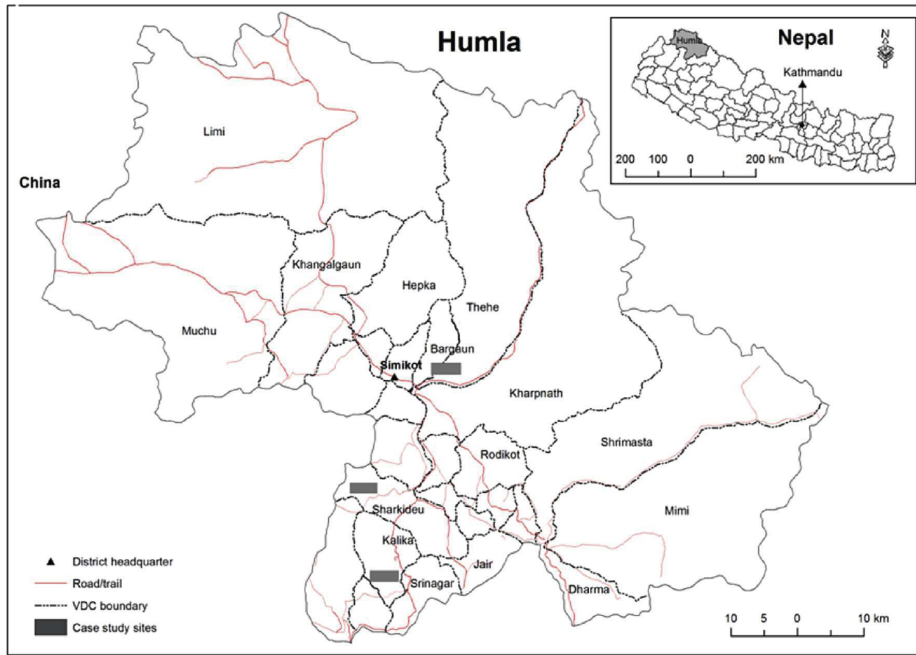 Humla
Nepal
Humla
N
Kathmandu
200 100 0 200 km
Limi
China
Khangalgaun
Hepka
Thehe
Muchu
Bargaun
Simikot
Kharpnath
Shrimasta
Rodikot
Mimi
Sharkideu
Kalika
Jair
Srinagar
Dharma
District headquarter
Road/trail
VDC boundary
Case study sites
10 5 0 10 km